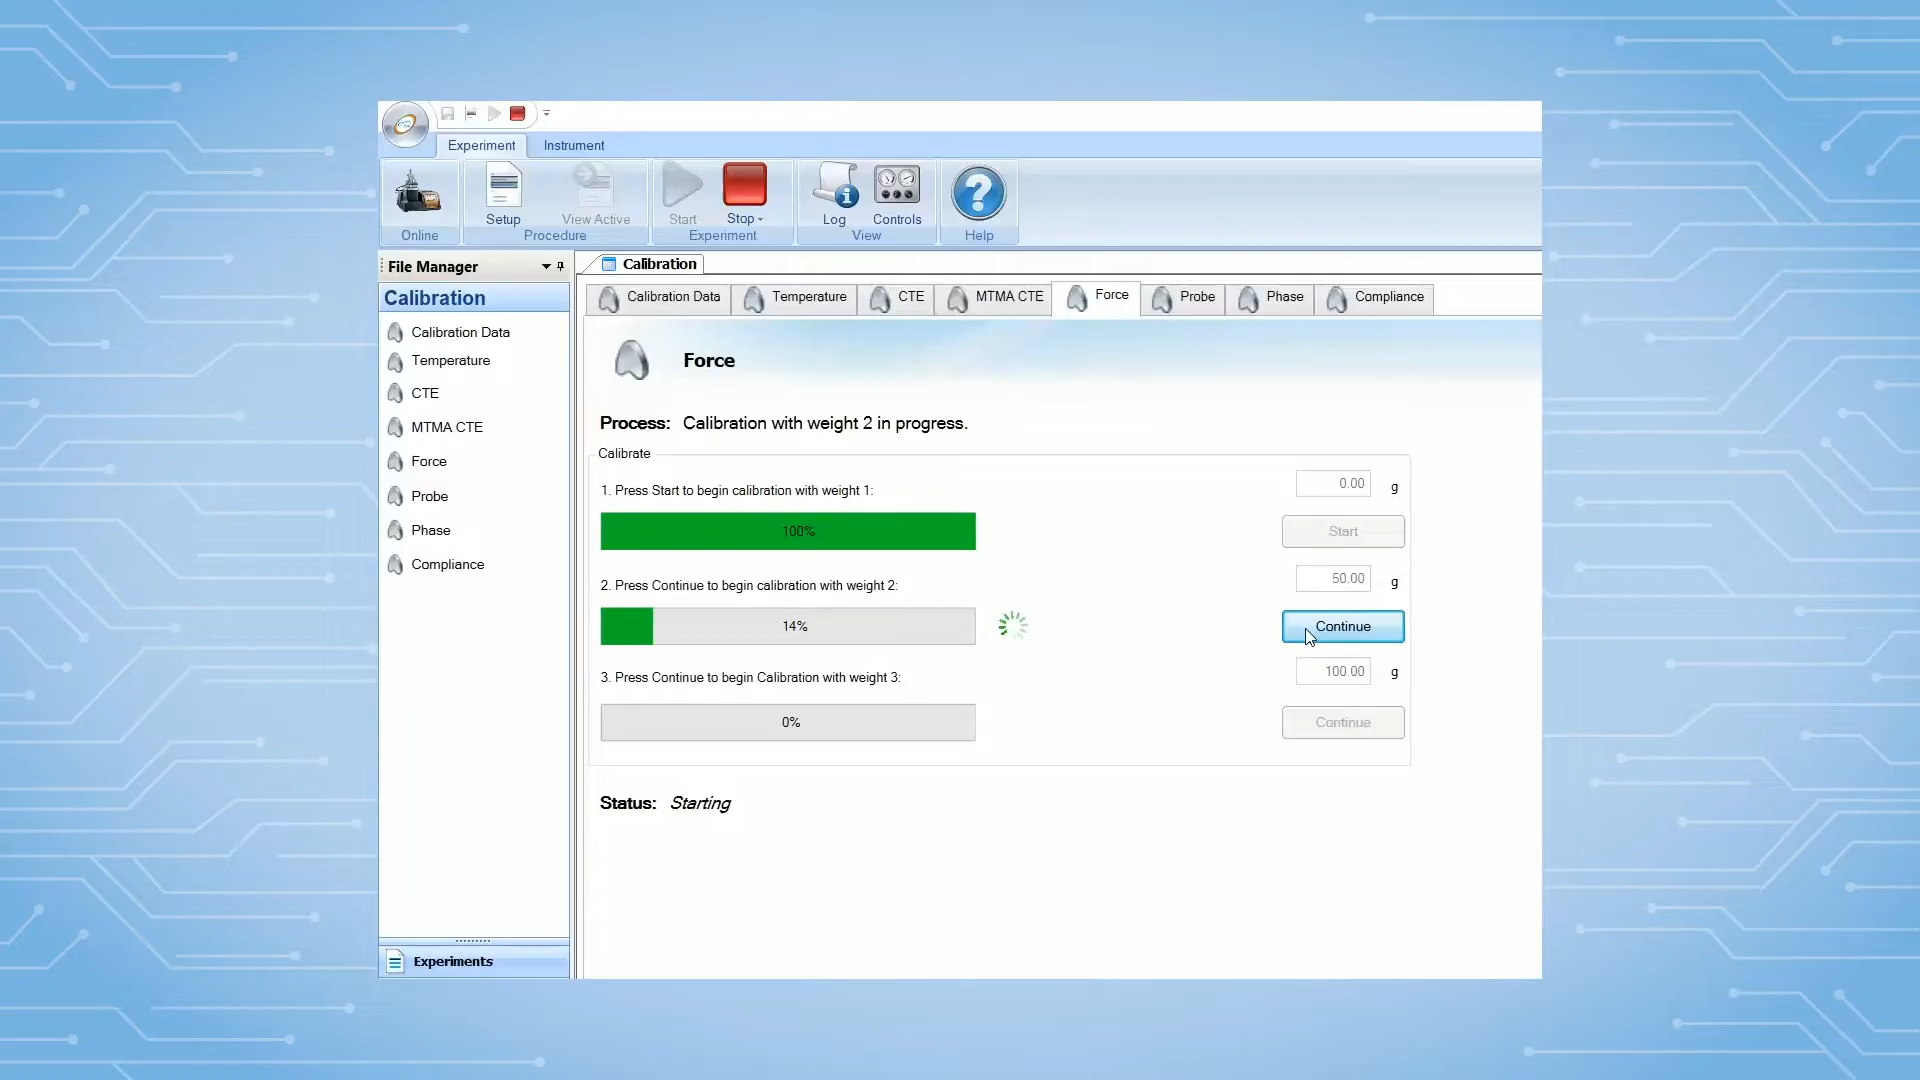 Experiment Instrument
Setup View Active Start Stop Log Controls
Online Procedure Experiment View Help
File Manager
Calibration
Calibration
Calibration Data
Temperature
CTE
MTMA CTE
Force
Probe
Phase
Compliance
Experiments
Calibration Data Temperature CTE MTMA CTE Force Probe Phase Compliance
Force
Process: Calibration with weight 2 in progress.
Calibrate
1. Press Start to begin calibration with weight 1: 0.00 g
100% Start
2. Press Continue to begin calibration with weight 2: 50.00 g
14% Continue
3. Press Continue to begin Calibration with weight 3: 100.00 g
0% Continue
Status: Starting